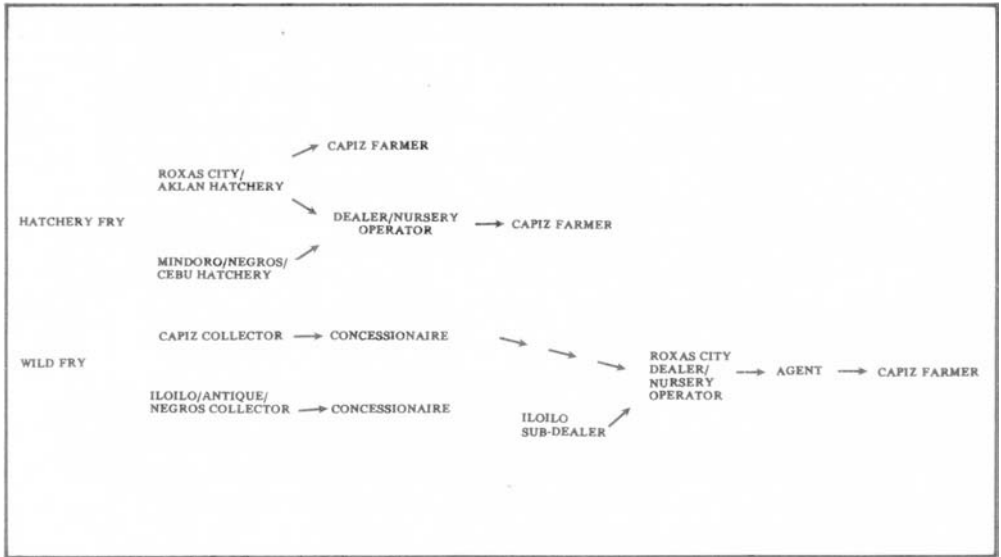 CAPIZ FARMER
ROXAS CITY/
AKLAN HATCHERY
HATCHERY FRY
DEALER/NURSERY
OPERATOR
CAPIZ FARMER
MINDORO/NEGROS/
CEBU HATCHERY
CAPIZ COLLECTOR
CONCESSIONAIRE
WILD FRY
ROXAS CITY
DEALER/
NURSERY
OPERATOR
AGENT
CAPIZ FARMER
ILOILO/ANTIQUE/
NEGROS COLLECTOR
CONCESSIONAIRE
ILOILO
SUB-DEALER